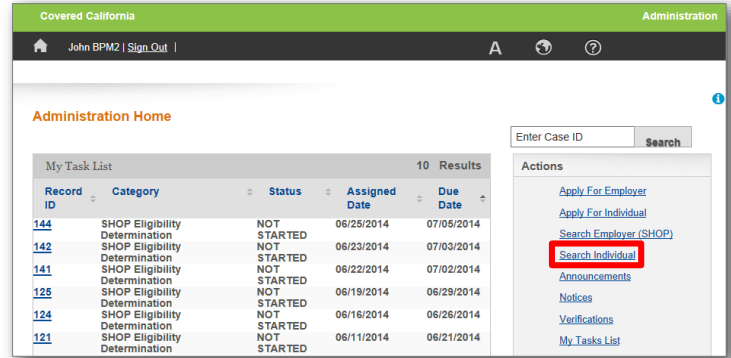 Covered California Administration
John BPM2 | Sign Out |
A
?
i
Administration Home
Enter Case ID Search
My Task List 10 Results
Record ID Category Status Assigned Date Due Date
144 SHOP Eligibility Determination NOT STARTED 06/25/2014 07/05/2014
142 SHOP Eligibility Determination NOT STARTED 06/23/2014 07/03/2014
141 SHOP Eligibility Determination NOT STARTED 06/22/2014 07/02/2014
125 SHOP Eligibility Determination NOT STARTED 06/19/2014 06/29/2014
124 SHOP Eligibility Determination NOT STARTED 06/16/2014 06/26/2014
121 SHOP Eligibility Determination NOT STARTED 06/11/2014 06/21/2014
Actions
Apply For Employer
Apply For Individual
Search Employer (SHOP)
Search Individual
Announcements
Notices
Verifications
My Tasks List